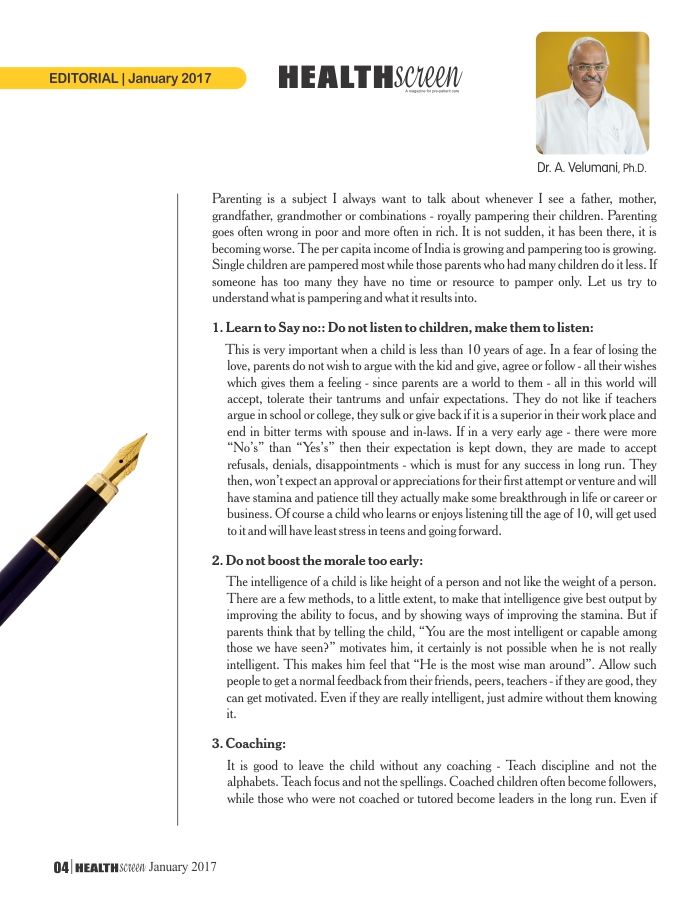 EDITORIAL | January 2017
HEALTHscreen
A magazine for pre-patient care
Dr. A. Velumani, Ph.D.
Parenting is a subject I always want to talk about whenever I see a father, mother,
grandfather, grandmother or combinations - royally pampering their children. Parenting
goes often wrong in poor and more often in rich. It is not sudden, it has been there, it is
becoming worse. The per capita income of India is growing and pampering too is growing.
Single children are pampered most while those parents who had many children do it less. If
someone has too many they have no time or resource to pamper only. Let us try to
understand what is pampering and what it results into.
1. Learn to Say no:: Do not listen to children, make them to listen:
This is very important when a child is less than 10 years of age. In a fear of losing the
love, parents do not wish to argue with the kid and give, agree or follow - all their wishes
which gives them a feeling - since parents are a world to them - all in this world will
accept, tolerate their tantrums and unfair expectations. They do not like if teachers
argue in school or college, they sulk or give back if it is a superior in their work place and
end in bitter terms with spouse and in-laws. If in a very early age - there were more
“No’s” than “Yes’s” then their expectation is kept down, they are made to accept
refusals, denials, disappointments - which is must for any success in long run. They
then, won’t expect an approval or appreciations for their first attempt or venture and will
have stamina and patience till they actually make some breakthrough in life or career or
business. Of course a child who learns or enjoys listening till the age of 10, will get used
to it and will have least stress in teens and going forward.
2. Do not boost the morale too early:
The intelligence of a child is like height of a person and not like the weight of a person.
There are a few methods, to a little extent, to make that intelligence give best output by
improving the ability to focus, and by showing ways of improving the stamina. But if
parents think that by telling the child, “You are the most intelligent or capable among
those we have seen?” motivates him, it certainly is not possible when he is not really
intelligent. This makes him feel that “He is the most wise man around”. Allow such
people to get a normal feedback from their friends, peers, teachers - if they are good, they
can get motivated. Even if they are really intelligent, just admire without them knowing
it.
3. Coaching:
It is good to leave the child without any coaching - Teach discipline and not the
alphabets. Teach focus and not the spellings. Coached children often become followers,
while those who were not coached or tutored become leaders in the long run. Even if
04 | HEALTHscreen January 2017